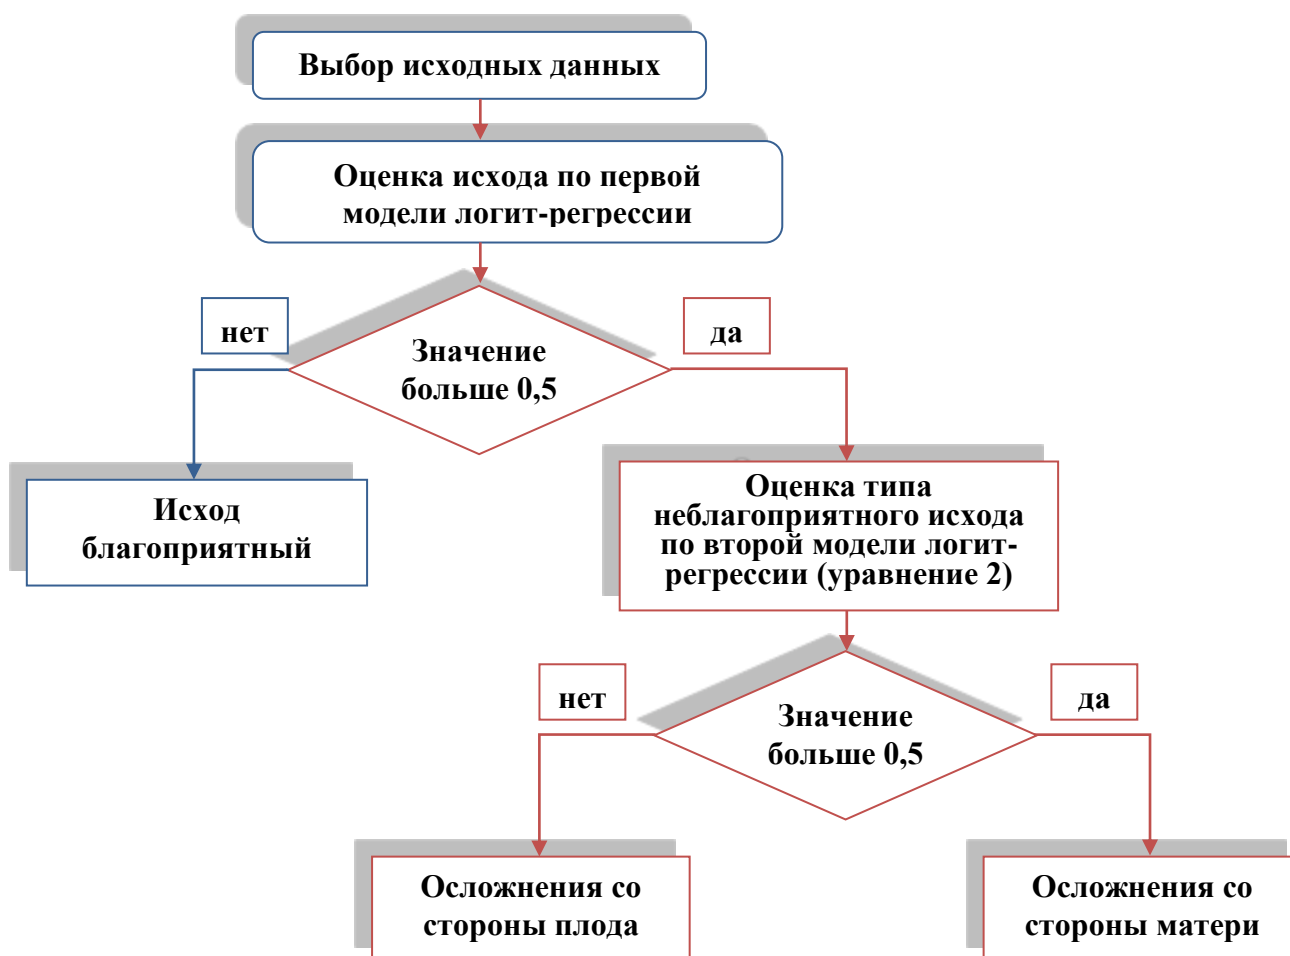 Выбор исходных данных
Оценка исхода по первой
модели логит-регрессии
нет
да
Значение
больше 0,5
Исход
благоприятный
Оценка типа
неблагоприятного исхода
по второй модели логит-
регрессии (уравнение 2)
нет
да
Значение
больше 0,5
Осложнения со
стороны плода
Осложнения со
стороны матери